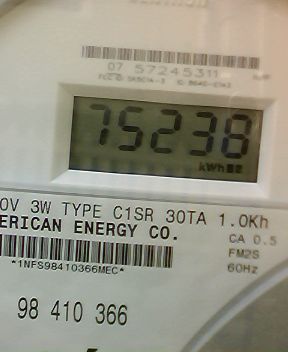 07 57245311
75238
kWh
0V 3W TYPE C1SR 30TA 1.0Kh
ERICAN ENERGY CO.
CA 0.5
*1NFS98410366MEC*
FM2S
60Hz
98 410 366